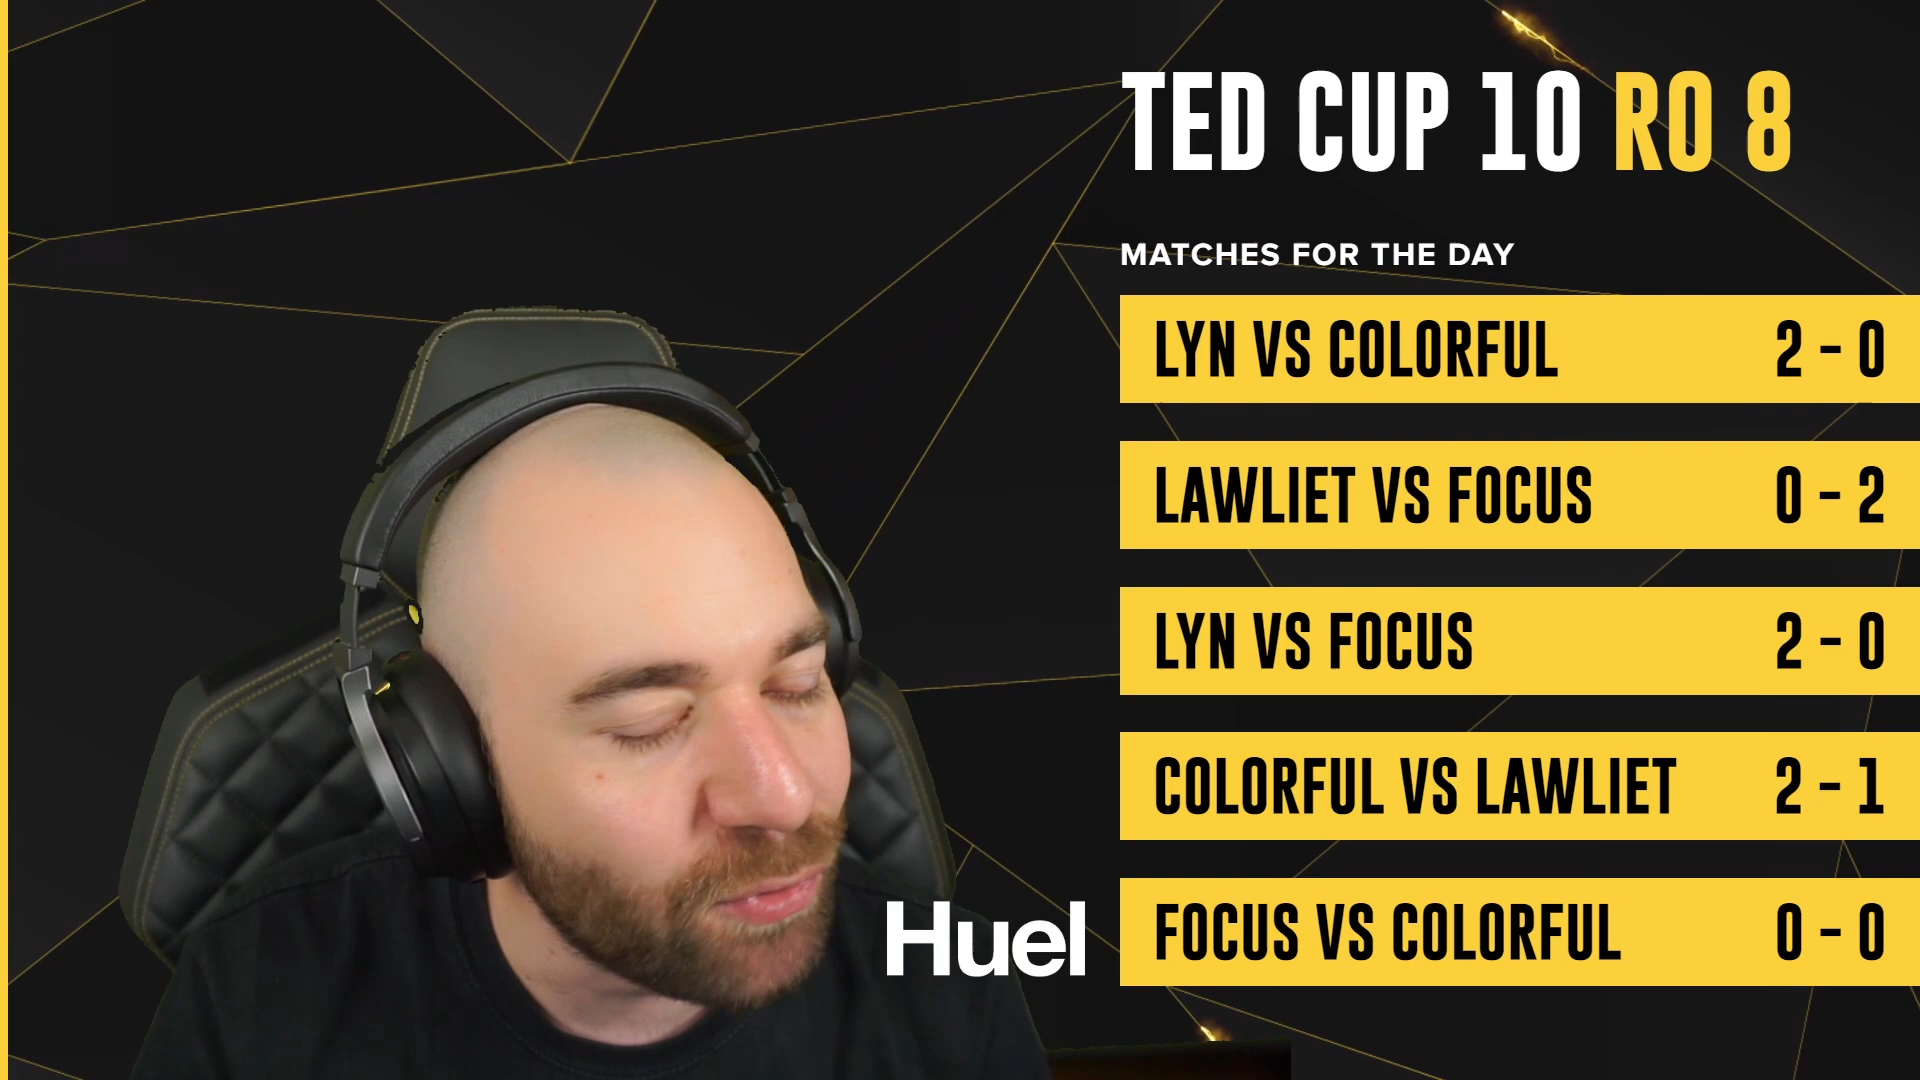 TED CUP 10 RO 8
MATCHES FOR THE DAY
LYN VS COLORFUL 2 - 0
LAWLIET VS FOCUS 0 - 2
LYN VS FOCUS 2 - 0
COLORFUL VS LAWLIET 2 - 1
FOCUS VS COLORFUL 0 - 0
Huel